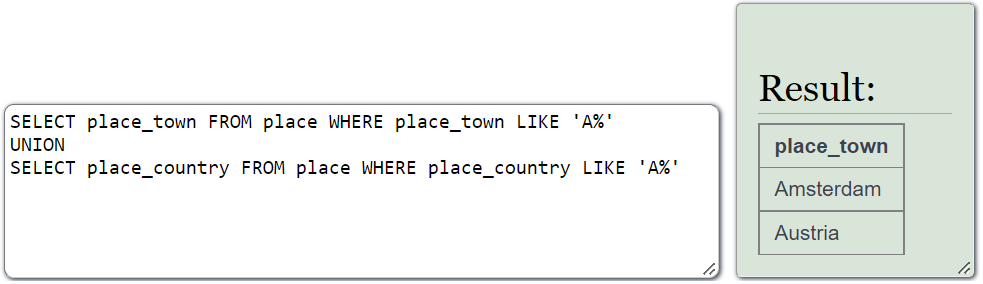 SELECT place_town FROM place WHERE place_town LIKE 'A%'
UNION
SELECT place_country FROM place WHERE place_country LIKE 'A%'
Result:
place_town
Amsterdam
Austria